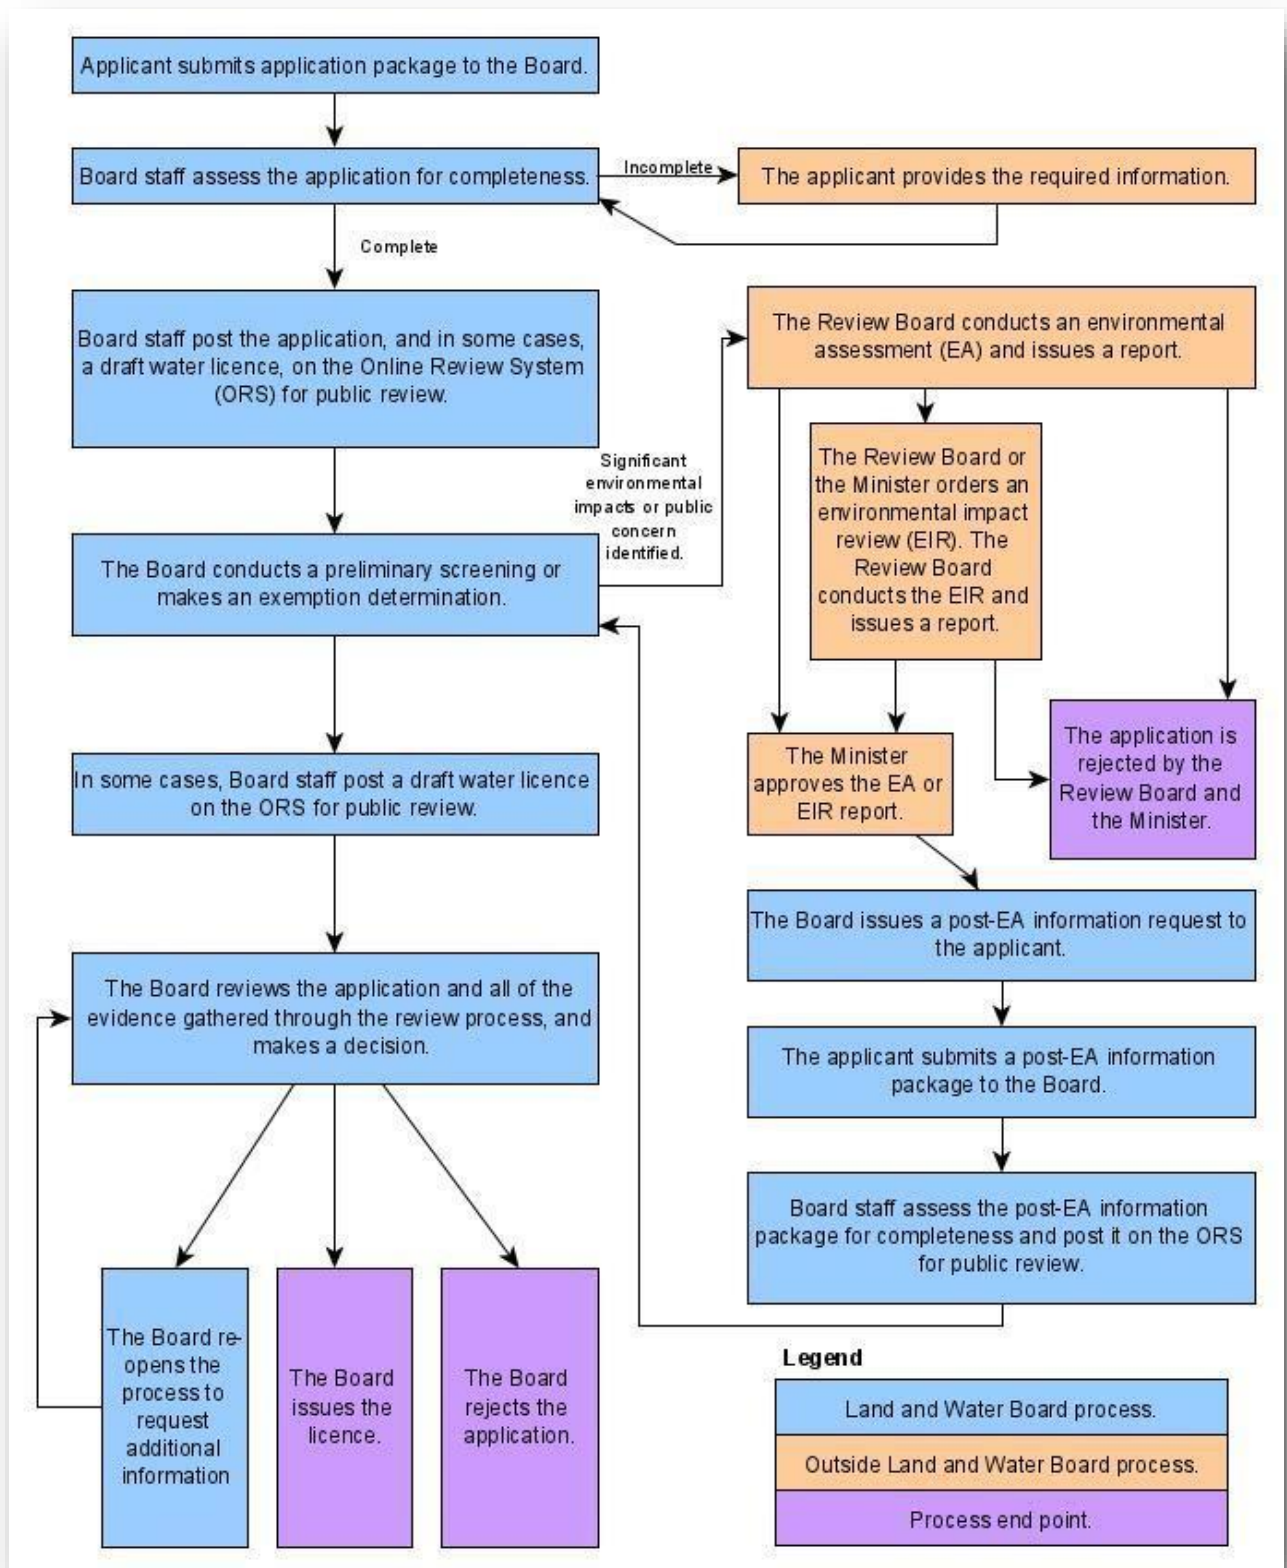 Applicant submits application package to the Board.
Board staff assess the application for completeness.
Incomplete
The applicant provides the required information.
Complete
Board staff post the application, and in some cases,
a draft water licence, on the Online Review System
(ORS) for public review.
The Review Board conducts an environmental
assessment (EA) and issues a report.
Significant
environmental
impacts or public
concern
identified.
The Review Board or
the Minister orders an
environmental impact
review (EIR). The
Review Board
conducts the EIR and
issues a report.
The Board conducts a preliminary screening or
makes an exemption determination.
The Minister
approves the EA or
EIR report.
The application is
rejected by the
Review Board and
the Minister.
In some cases, Board staff post a draft water licence
on the ORS for public review.
The Board issues a post-EA information request to
the applicant.
The Board reviews the application and all of the
evidence gathered through the review process, and
makes a decision.
The applicant submits a post-EA information
package to the Board.
Board staff assess the post-EA information
package for completeness and post it on the ORS
for public review.
The Board re-
opens the
process to
request
additional
information
The Board
issues the
licence.
The Board
rejects the
application.
Legend
Land and Water Board process.
Outside Land and Water Board process.
Process end point.